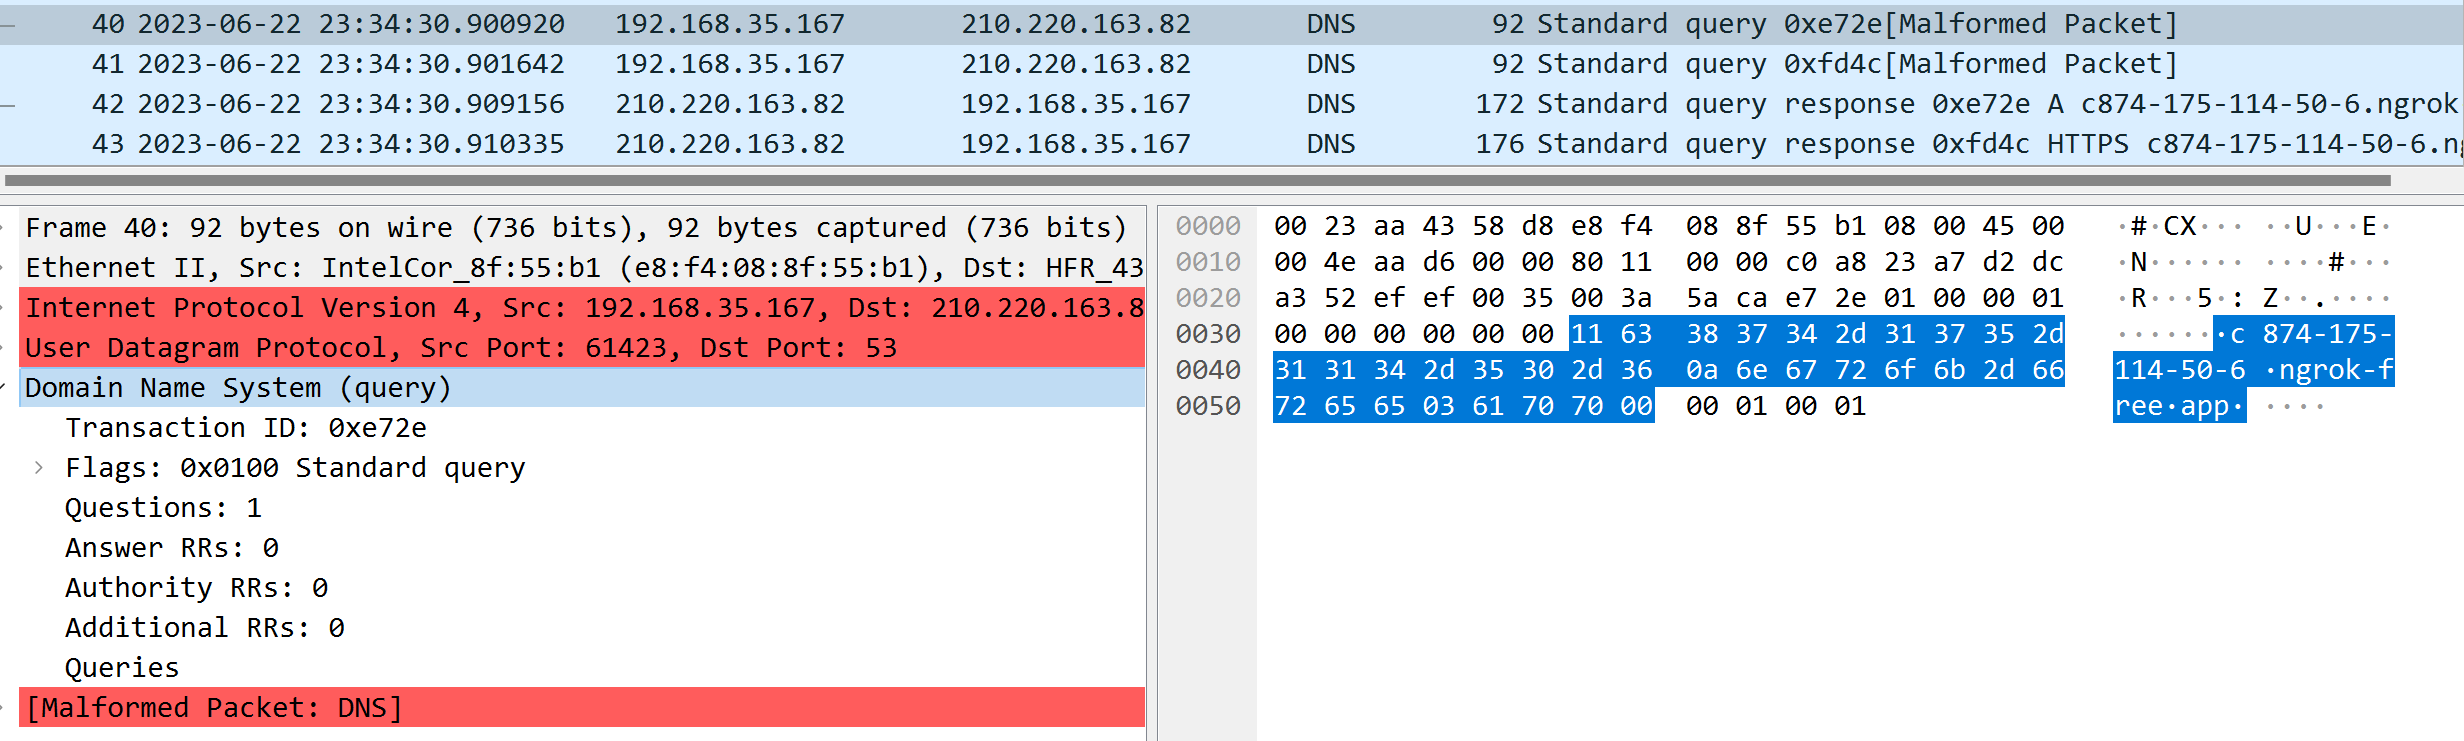 40 2023-06-22 23:34:30.900920 192.168.35.167 210.220.163.82 DNS 92 Standard query 0xe72e[Malformed Packet]
41 2023-06-22 23:34:30.901642 192.168.35.167 210.220.163.82 DNS 92 Standard query 0xfd4c[Malformed Packet]
42 2023-06-22 23:34:30.909156 210.220.163.82 192.168.35.167 DNS 172 Standard query response 0xe72e A c874-175-114-50-6.ngrok
43 2023-06-22 23:34:30.910335 210.220.163.82 192.168.35.167 DNS 176 Standard query response 0xfd4c HTTPS c874-175-114-50-6.ng
Frame 40: 92 bytes on wire (736 bits), 92 bytes captured (736 bits)
Ethernet II, Src: IntelCor_8f:55:b1 (e8:f4:08:8f:55:b1), Dst: HFR_43
Internet Protocol Version 4, Src: 192.168.35.167, Dst: 210.220.163.8
User Datagram Protocol, Src Port: 61423, Dst Port: 53
Domain Name System (query)
Transaction ID: 0xe72e
Flags: 0x0100 Standard query
Questions: 1
Answer RRs: 0
Authority RRs: 0
Additional RRs: 0
Queries
[Malformed Packet: DNS]
0000 00 23 aa 43 58 d8 e8 f4 08 8f 55 b1 08 00 45 00 ·#·CX··· ··U···E·
0010 00 4e aa d6 00 00 80 11 00 00 c0 a8 23 a7 d2 dc ·N······ ····#···
0020 a3 52 ef ef 00 35 00 3a 5a ca e7 2e 01 00 00 01 ·R···5·: Z··.····
0030 00 00 00 00 00 00 11 63 38 37 34 2d 31 37 35 2d ·······c 874-175-
0040 31 31 34 2d 35 30 2d 36 0a 6e 67 72 6f 6b 2d 66 114-50-6 ·ngrok-f
0050 72 65 65 03 61 70 70 00 00 01 00 01 ree·app· ····